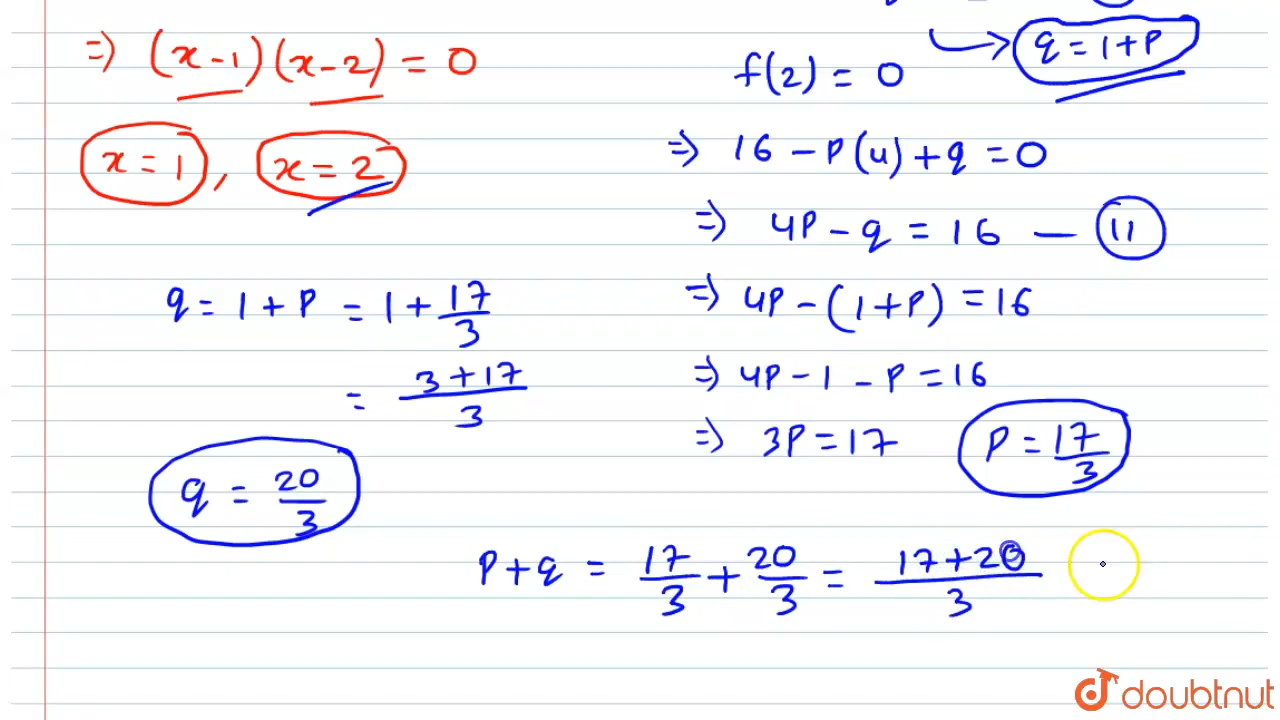 ⇒ (x-1)(x-2) = 0
x = 1, x = 2
q = 1 + P = 1 + 17/3
= 3+17/3
q = 20/3
q = 1+P
f(2) = 0
⇒ 16 - P(4) + q = 0
⇒ 4P - q = 16 — 11
⇒ 4P - (1+P) = 16
⇒ 4P - 1 - P = 16
⇒ 3P = 17 P = 17/3
P + q = 17/3 + 20/3 = 17+20/3
doubtnut